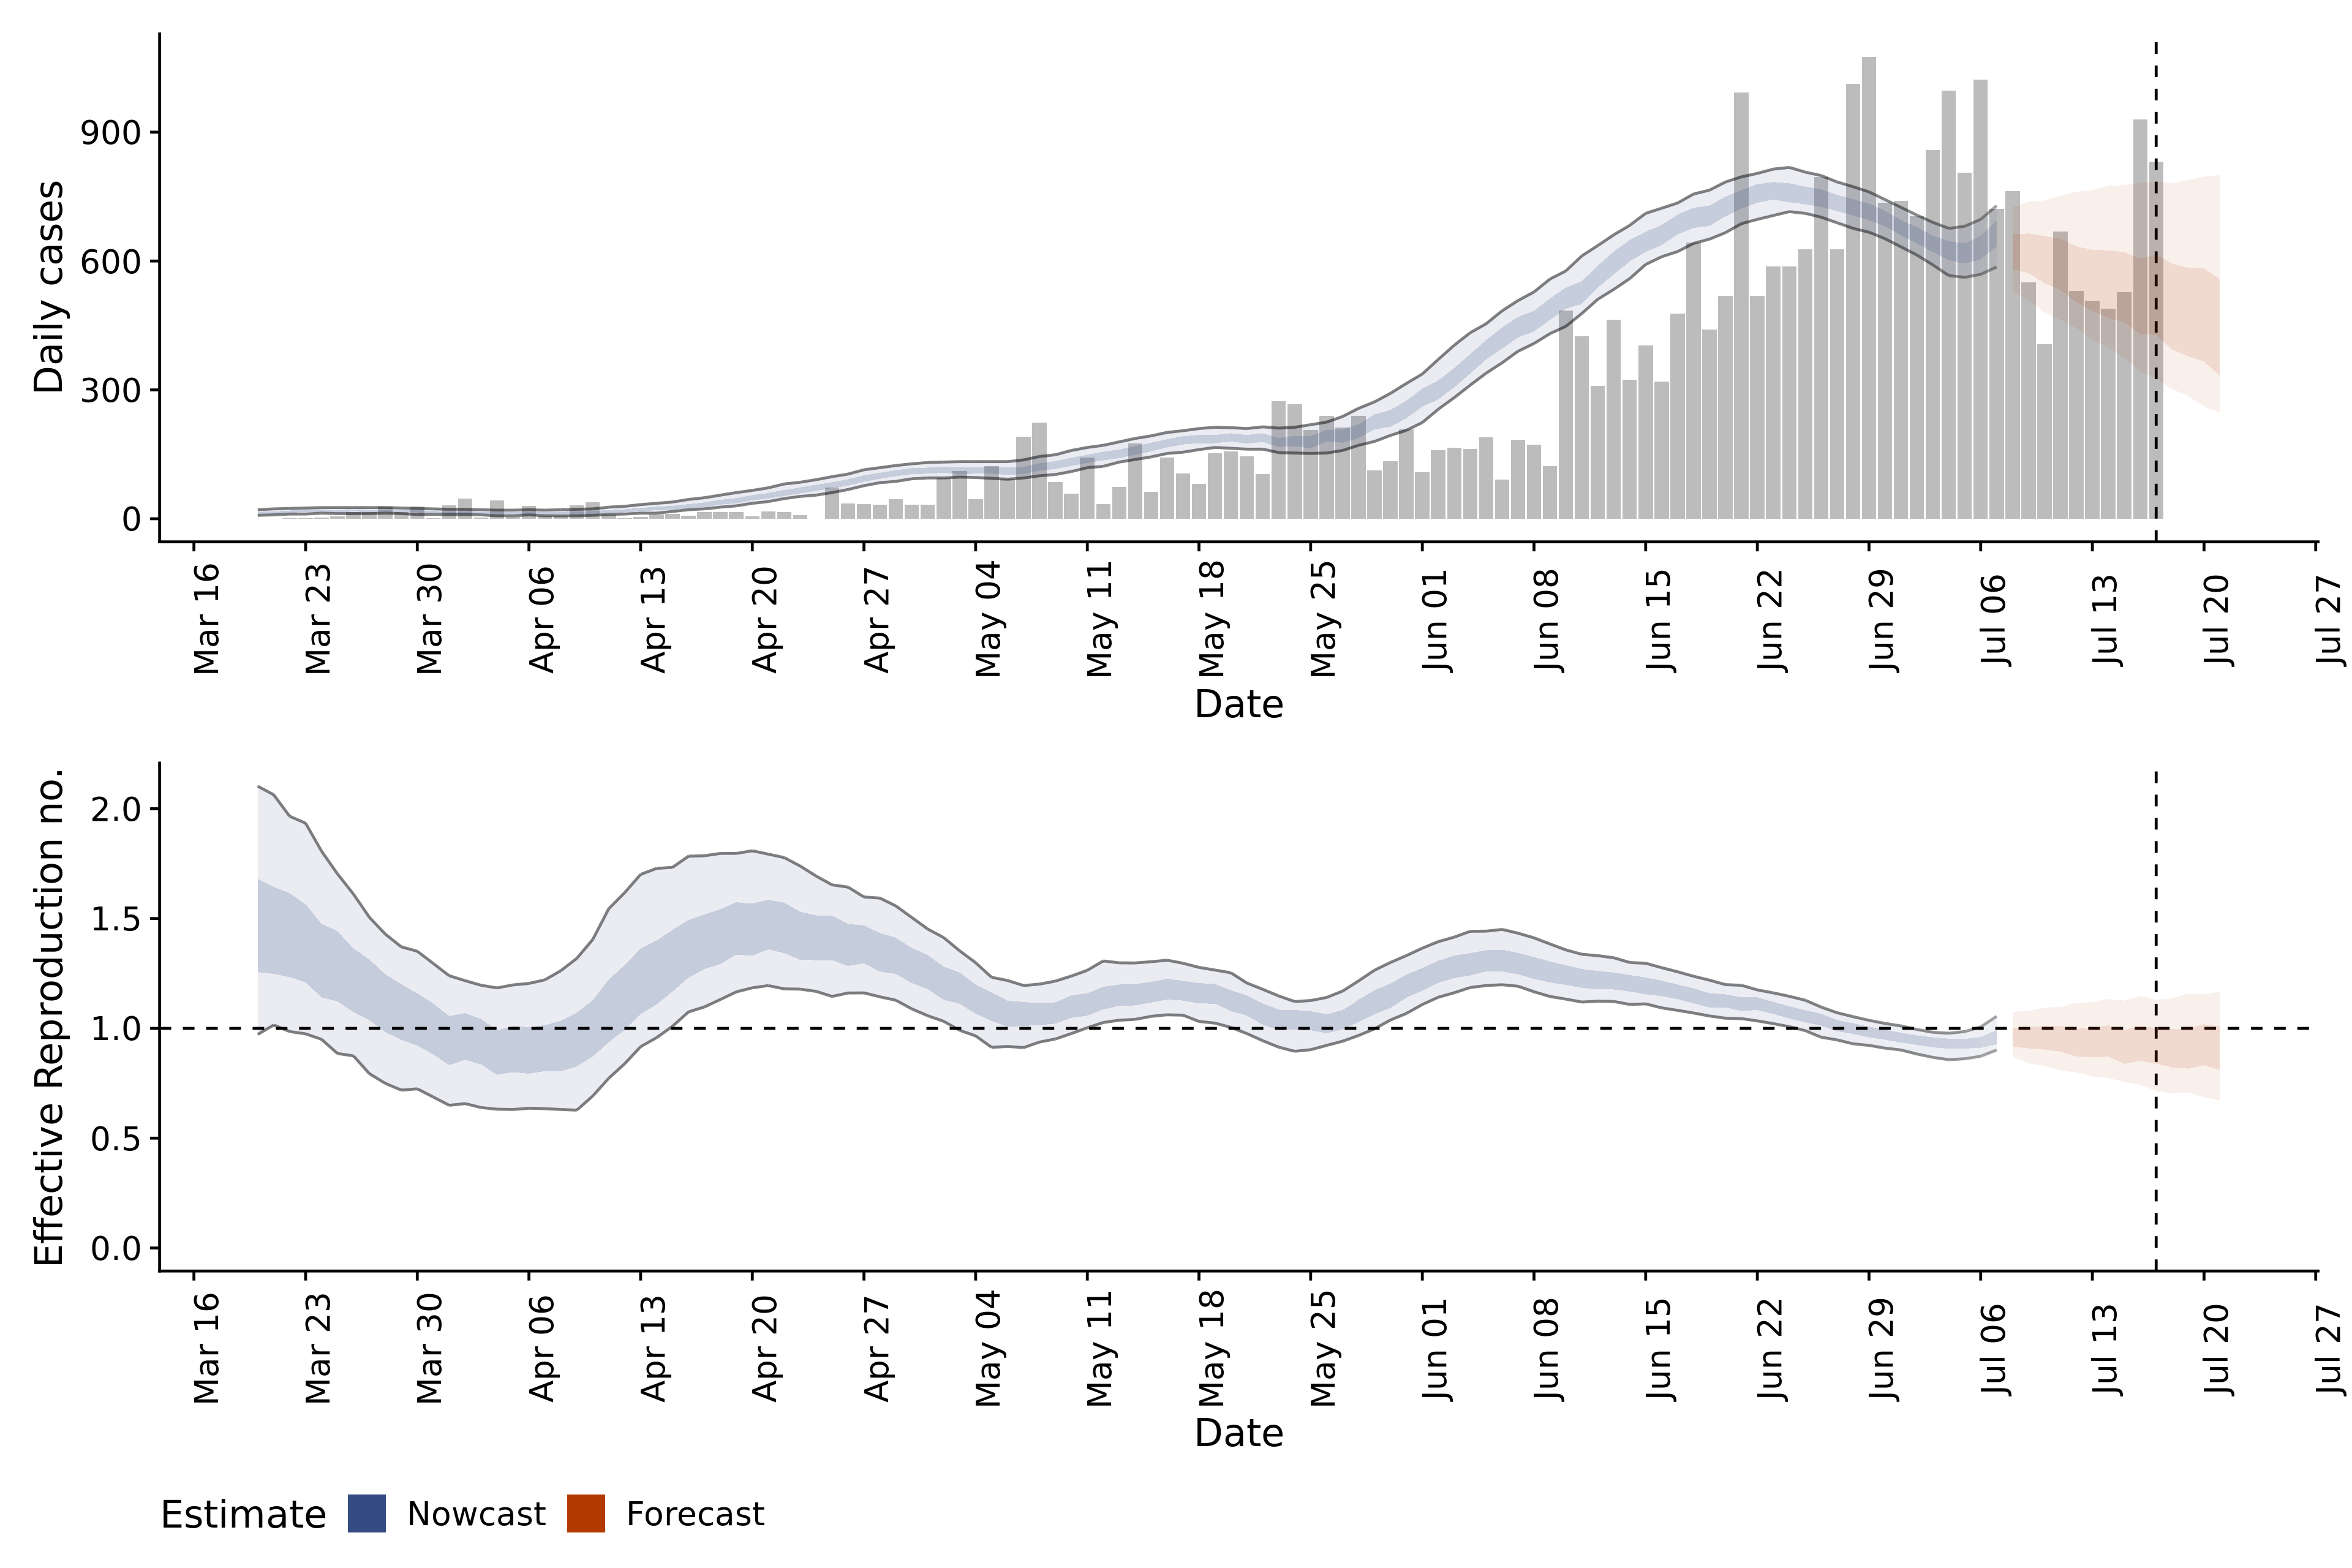 Daily cases
900
600
300
0
Mar 16
Mar 23
Mar 30
Apr 06
Apr 13
Apr 20
Apr 27
May 04
May 11
May 18
May 25
Jun 01
Jun 08
Jun 15
Jun 22
Jun 29
Jul 06
Jul 13
Jul 20
Jul 27
Date
Effective Reproduction no.
2.0
1.5
1.0
0.5
0.0
Mar 16
Mar 23
Mar 30
Apr 06
Apr 13
Apr 20
Apr 27
May 04
May 11
May 18
May 25
Jun 01
Jun 08
Jun 15
Jun 22
Jun 29
Jul 06
Jul 13
Jul 20
Jul 27
Date
Estimate Nowcast Forecast